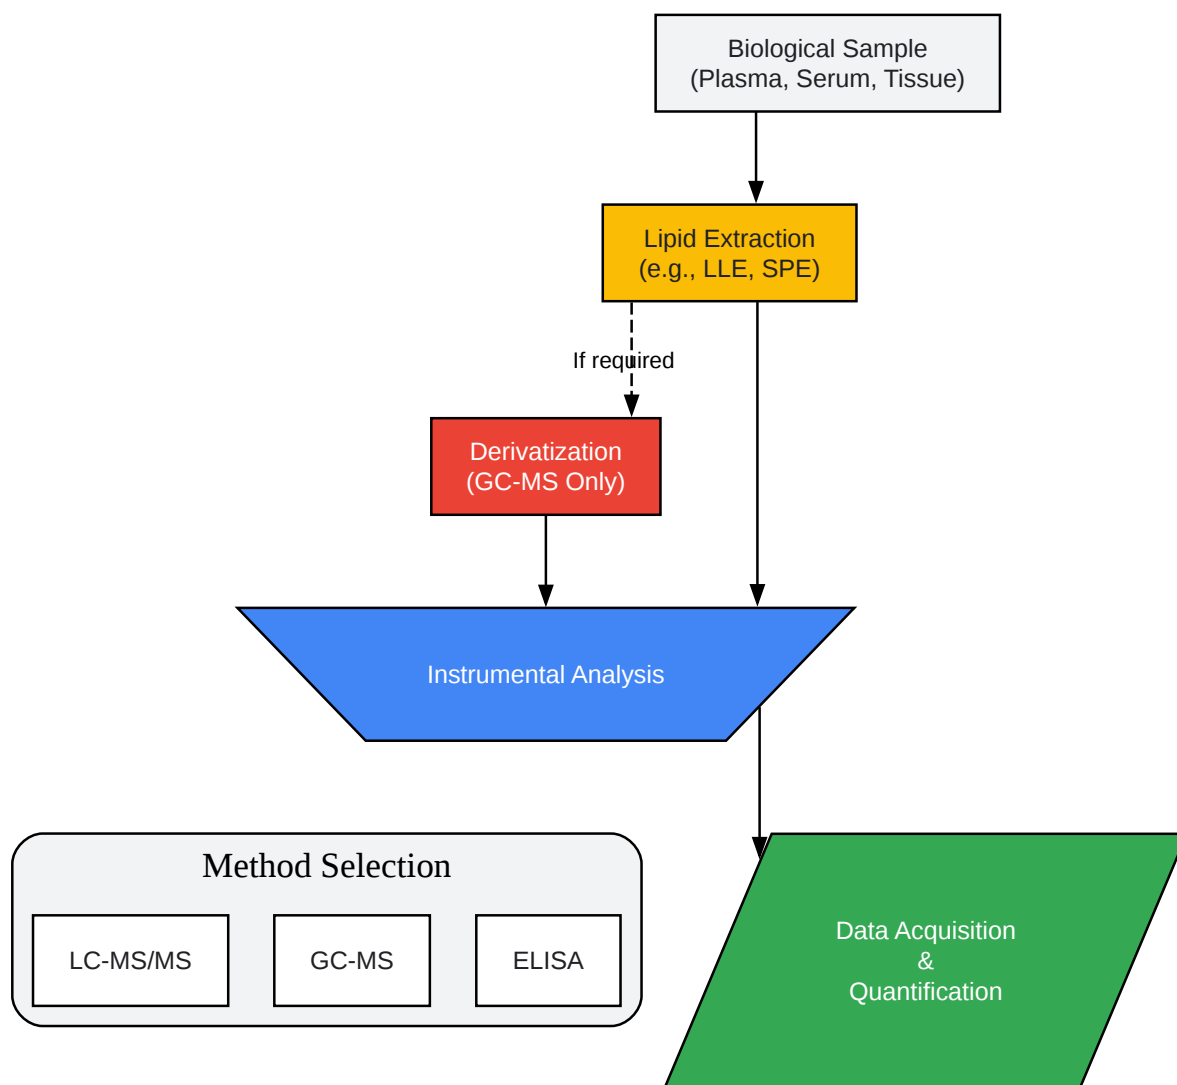 Biological Sample
(Plasma, Serum, Tissue)
Lipid Extraction
(e.g., LLE, SPE)
If required
Derivatization
(GC-MS Only)
Instrumental Analysis
Method Selection
LC-MS/MS
GC-MS
ELISA
Data Acquisition
&
Quantification